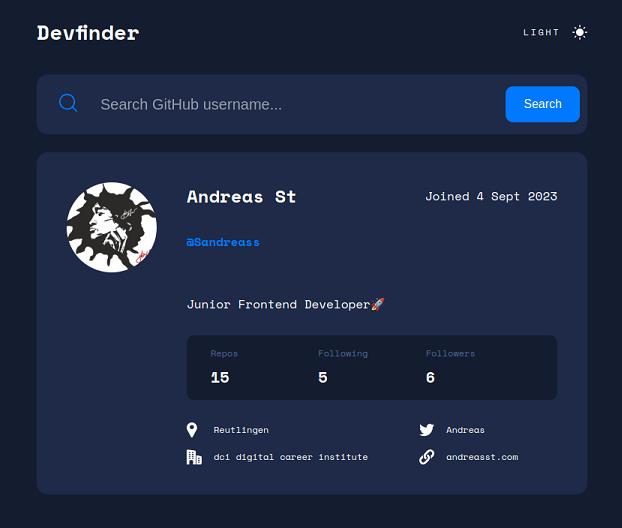 Devfinder
LIGHT
Search GitHub username...
Search
Andreas St
Joined 4 Sept 2023
@Sandreass
Junior Frontend Developer🚀
Repos Following Followers
15 5 6
Reutlingen
Andreas
dci digital career institute
andreasst.com